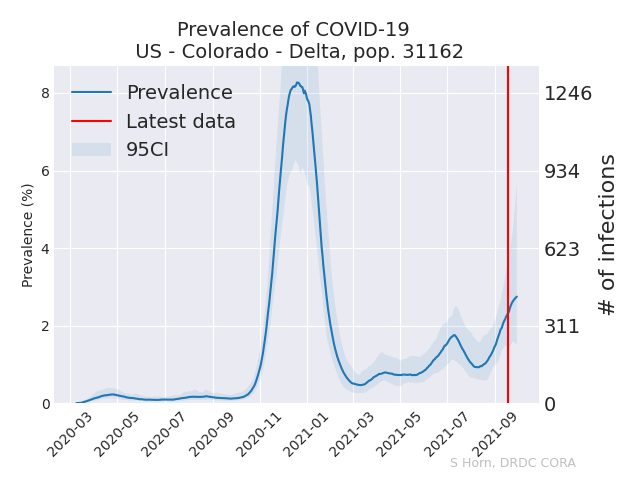 Prevalence of COVID-19
US - Colorado - Delta, pop. 31162
Prevalence
Latest data
95CI
Prevalence (%)
8
6
4
2
0
1246
934
623
311
0
# of infections
2020-03
2020-05
2020-07
2020-09
2020-11
2021-01
2021-03
2021-05
2021-07
2021-09
S Horn, DRDC CORA